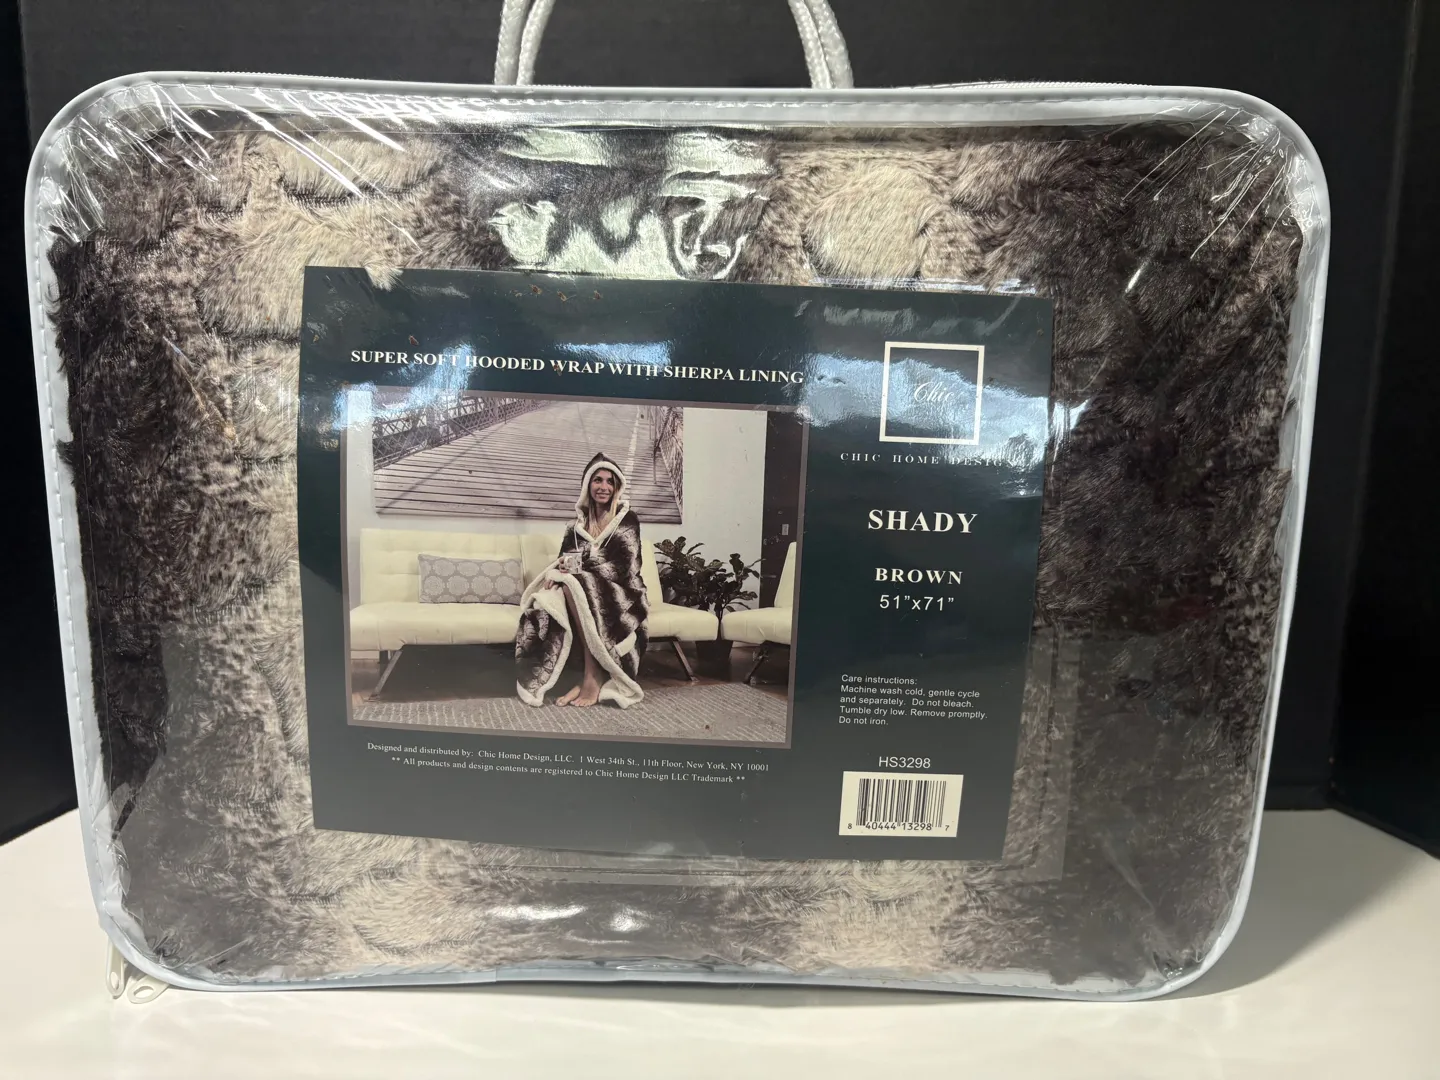 SUPER SOFT HOODED WRAP WITH SHERPA LINING
Chic
CHIC HOME DESIGN
SHADY
BROWN
51”x71”
Care instructions:
Machine wash cold, gentle cycle
and separately. Do not bleach.
Tumble dry low. Remove promptly.
Do not iron.
Designed and distributed by: Chic Home Design, LLC. 1 West 34th St., 11th Floor, New York, NY 10001
** All products and design contents are registered to Chic Home Design LLC Trademark **
HS3298
8 40444 13298 7